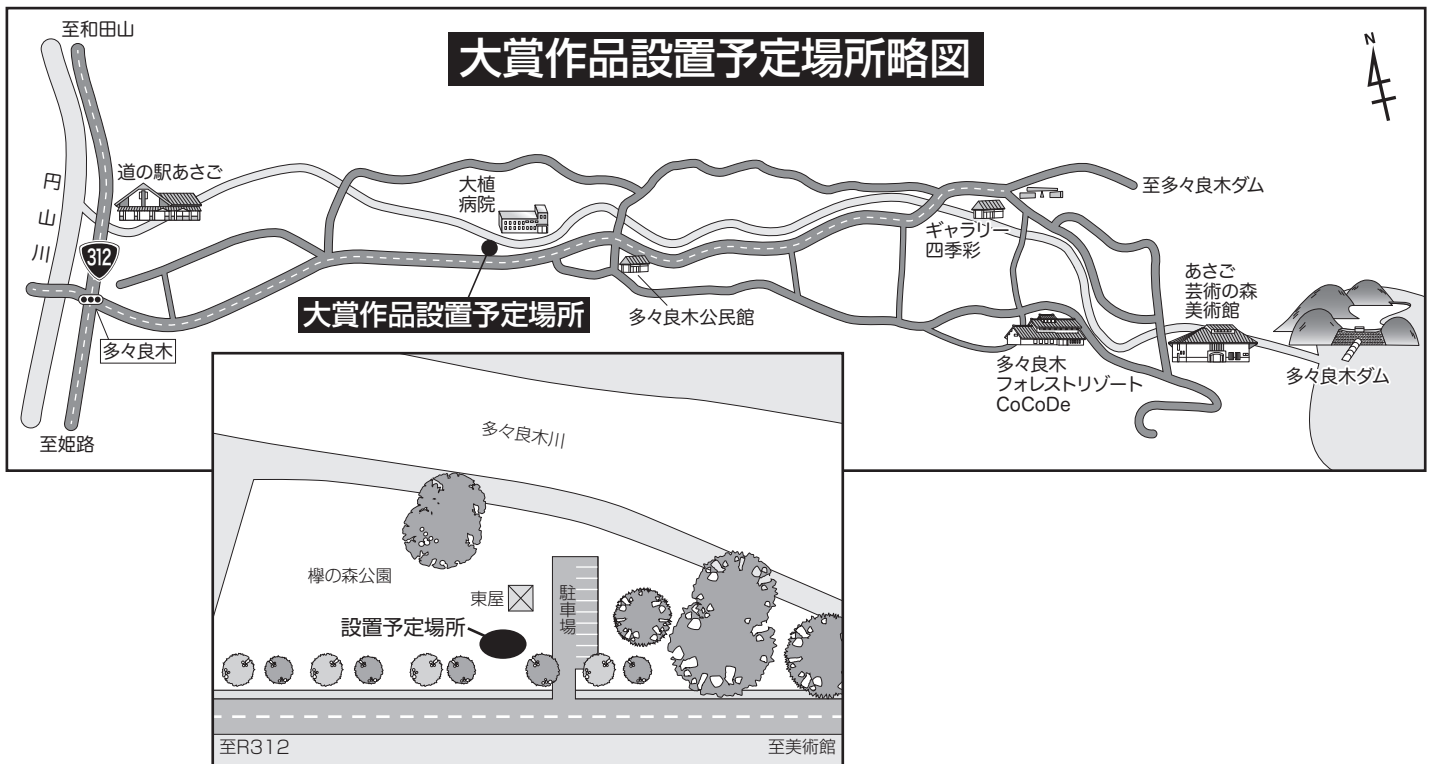 至和田山
大賞作品設置予定場所略図
N
円山川
道の駅あさご
312
大植
病院
至多々良木ダム
ギャラリー
四季彩
あさご
芸術の森
美術館
大賞作品設置予定場所
多々良木公民館
多々良木
多々良木
フォレストリゾート
CoCoDe
多々良木ダム
至姫路
多々良木川
欅の森公園
東屋
駐車場
設置予定場所
至R312
至美術館